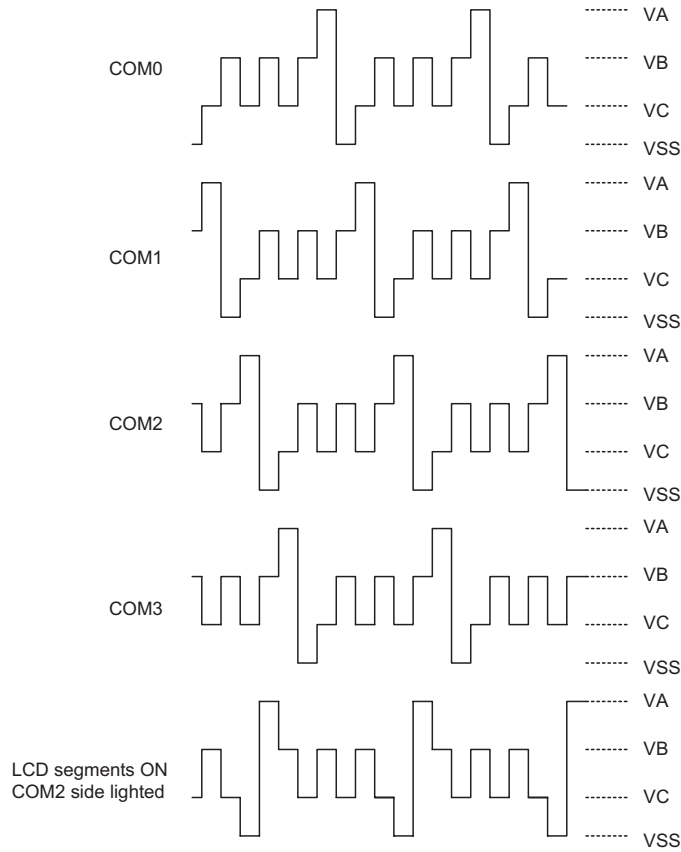 VA
COM0
VB
VC
VSS
VA
VB
COM1
VC
VSS
VA
VB
COM2
VC
VSS
VA
VB
COM3
VC
VSS
VA
VB
LCD segments ON
COM2 side lighted
VC
VSS